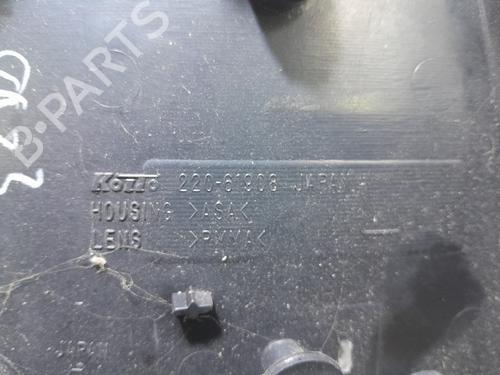 B-PARTS
KOITO 220-61908 JAPAN
HOUSING >ASA<
LENS >PMMA<
JAPAN